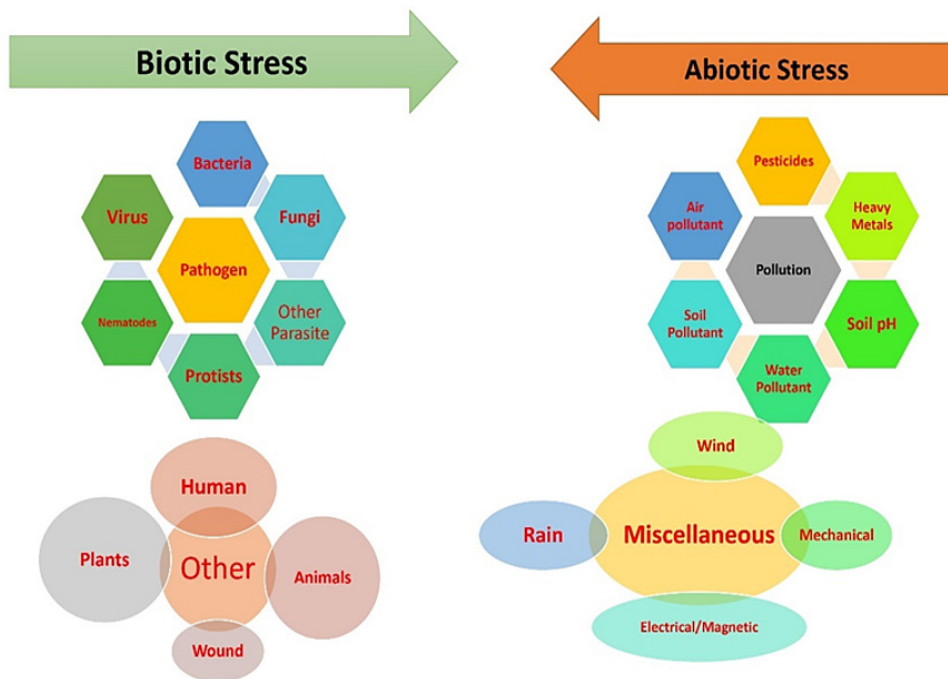 Biotic Stress
Abiotic Stress
Bacteria
Virus
Fungi
Pathogen
Nematodes
Other
Parasite
Protists
Pesticides
Air
pollutant
Heavy
Metals
Pollution
Soil
Pollutant
Soil pH
Water
Pollutant
Human
Plants
Other
Animals
Wound
Wind
Rain
Miscellaneous
Mechanical
Electrical/Magnetic